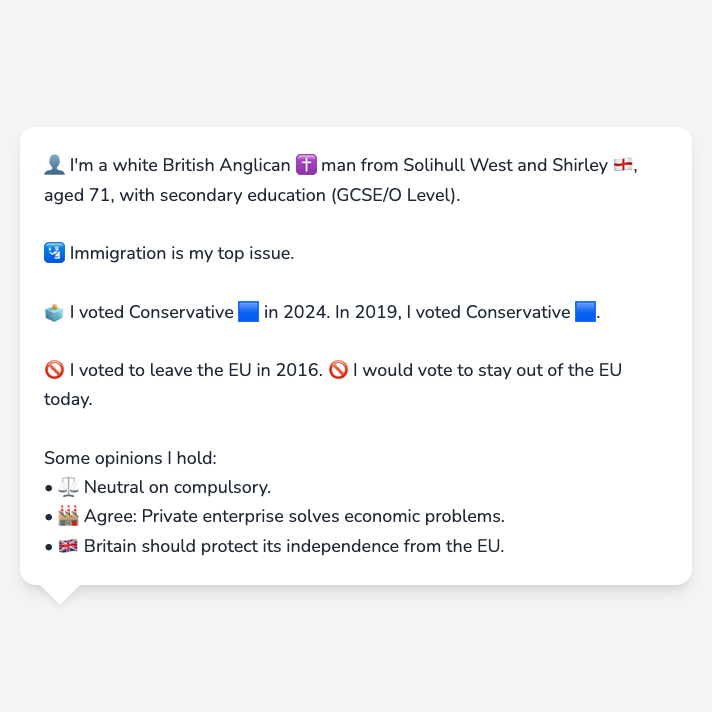 👤 I'm a white British Anglican ✝️ man from Solihull West and Shirley 🏴󠁧󠁢󠁥󠁮󠁧󠁿,
aged 71, with secondary education (GCSE/O Level).
🛂 Immigration is my top issue.
🗳️ I voted Conservative 🟦 in 2024. In 2019, I voted Conservative 🟦.
🚫 I voted to leave the EU in 2016. 🚫 I would vote to stay out of the EU
today.
Some opinions I hold:
• ⚖️ Neutral on compulsory.
• 🏭 Agree: Private enterprise solves economic problems.
• 🇬🇧 Britain should protect its independence from the EU.